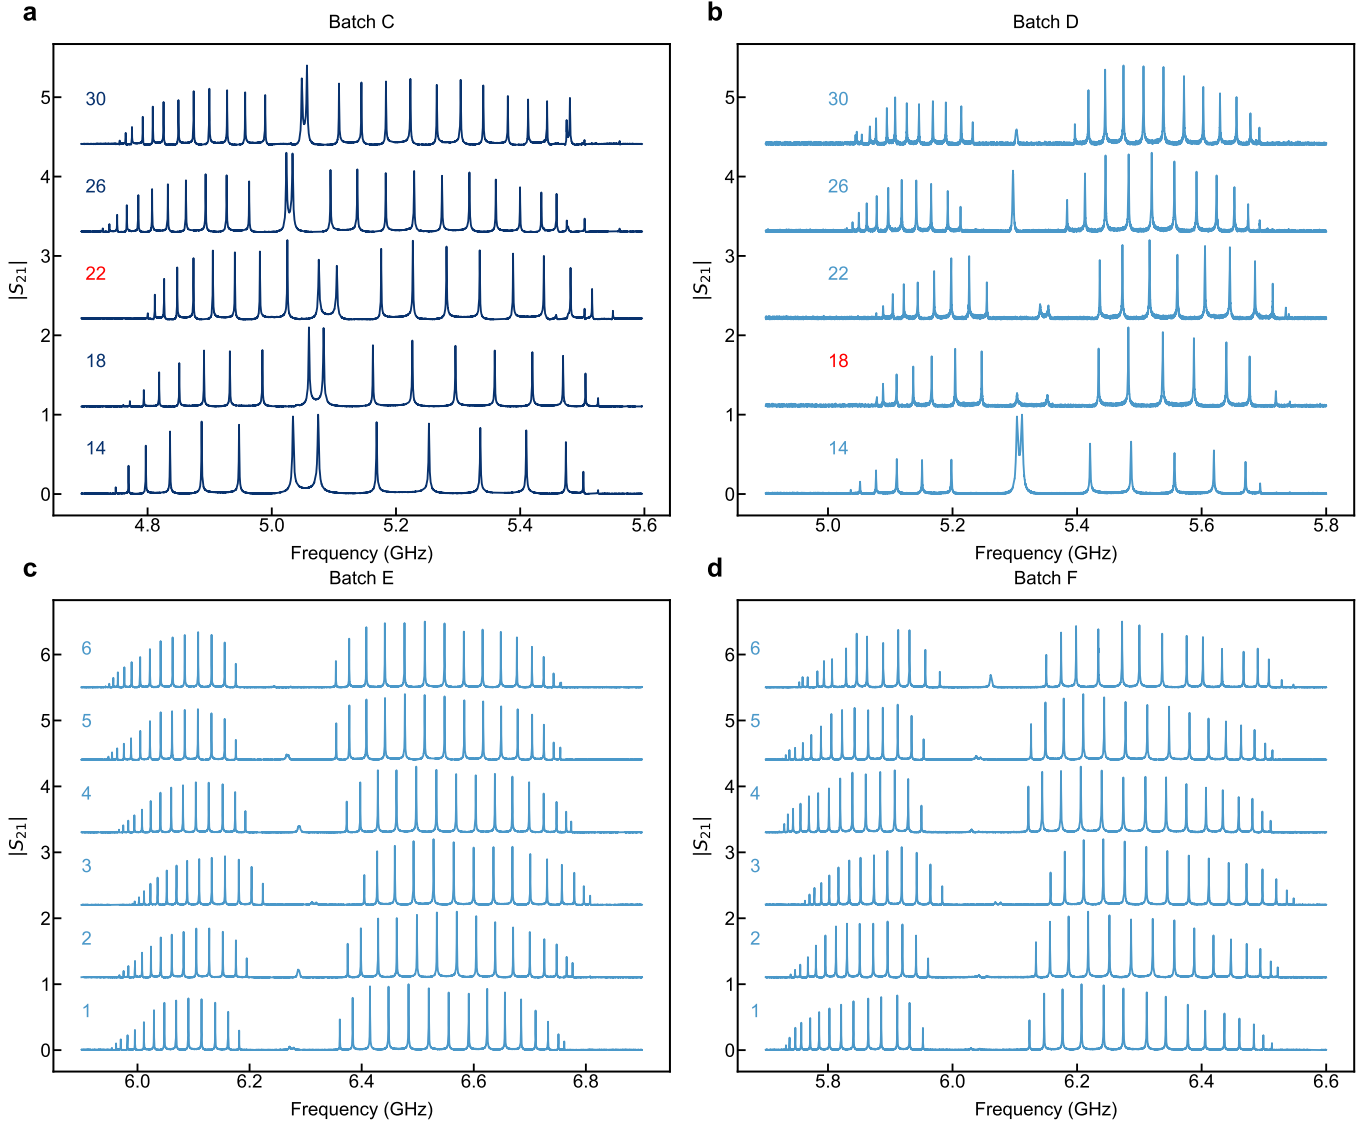 a
Batch C
30
26
22
18
14
5
4
3
2
1
0
|S21|
4.8 5.0 5.2 5.4 5.6
Frequency (GHz)
b
Batch D
30
26
22
18
14
5
4
3
2
1
0
|S21|
5.0 5.2 5.4 5.6 5.8
Frequency (GHz)
c
Batch E
6
5
4
3
2
1
6
5
4
3
2
1
0
|S21|
6.0 6.2 6.4 6.6 6.8
Frequency (GHz)
d
Batch F
6
5
4
3
2
1
6
5
4
3
2
1
0
|S21|
5.8 6.0 6.2 6.4 6.6
Frequency (GHz)